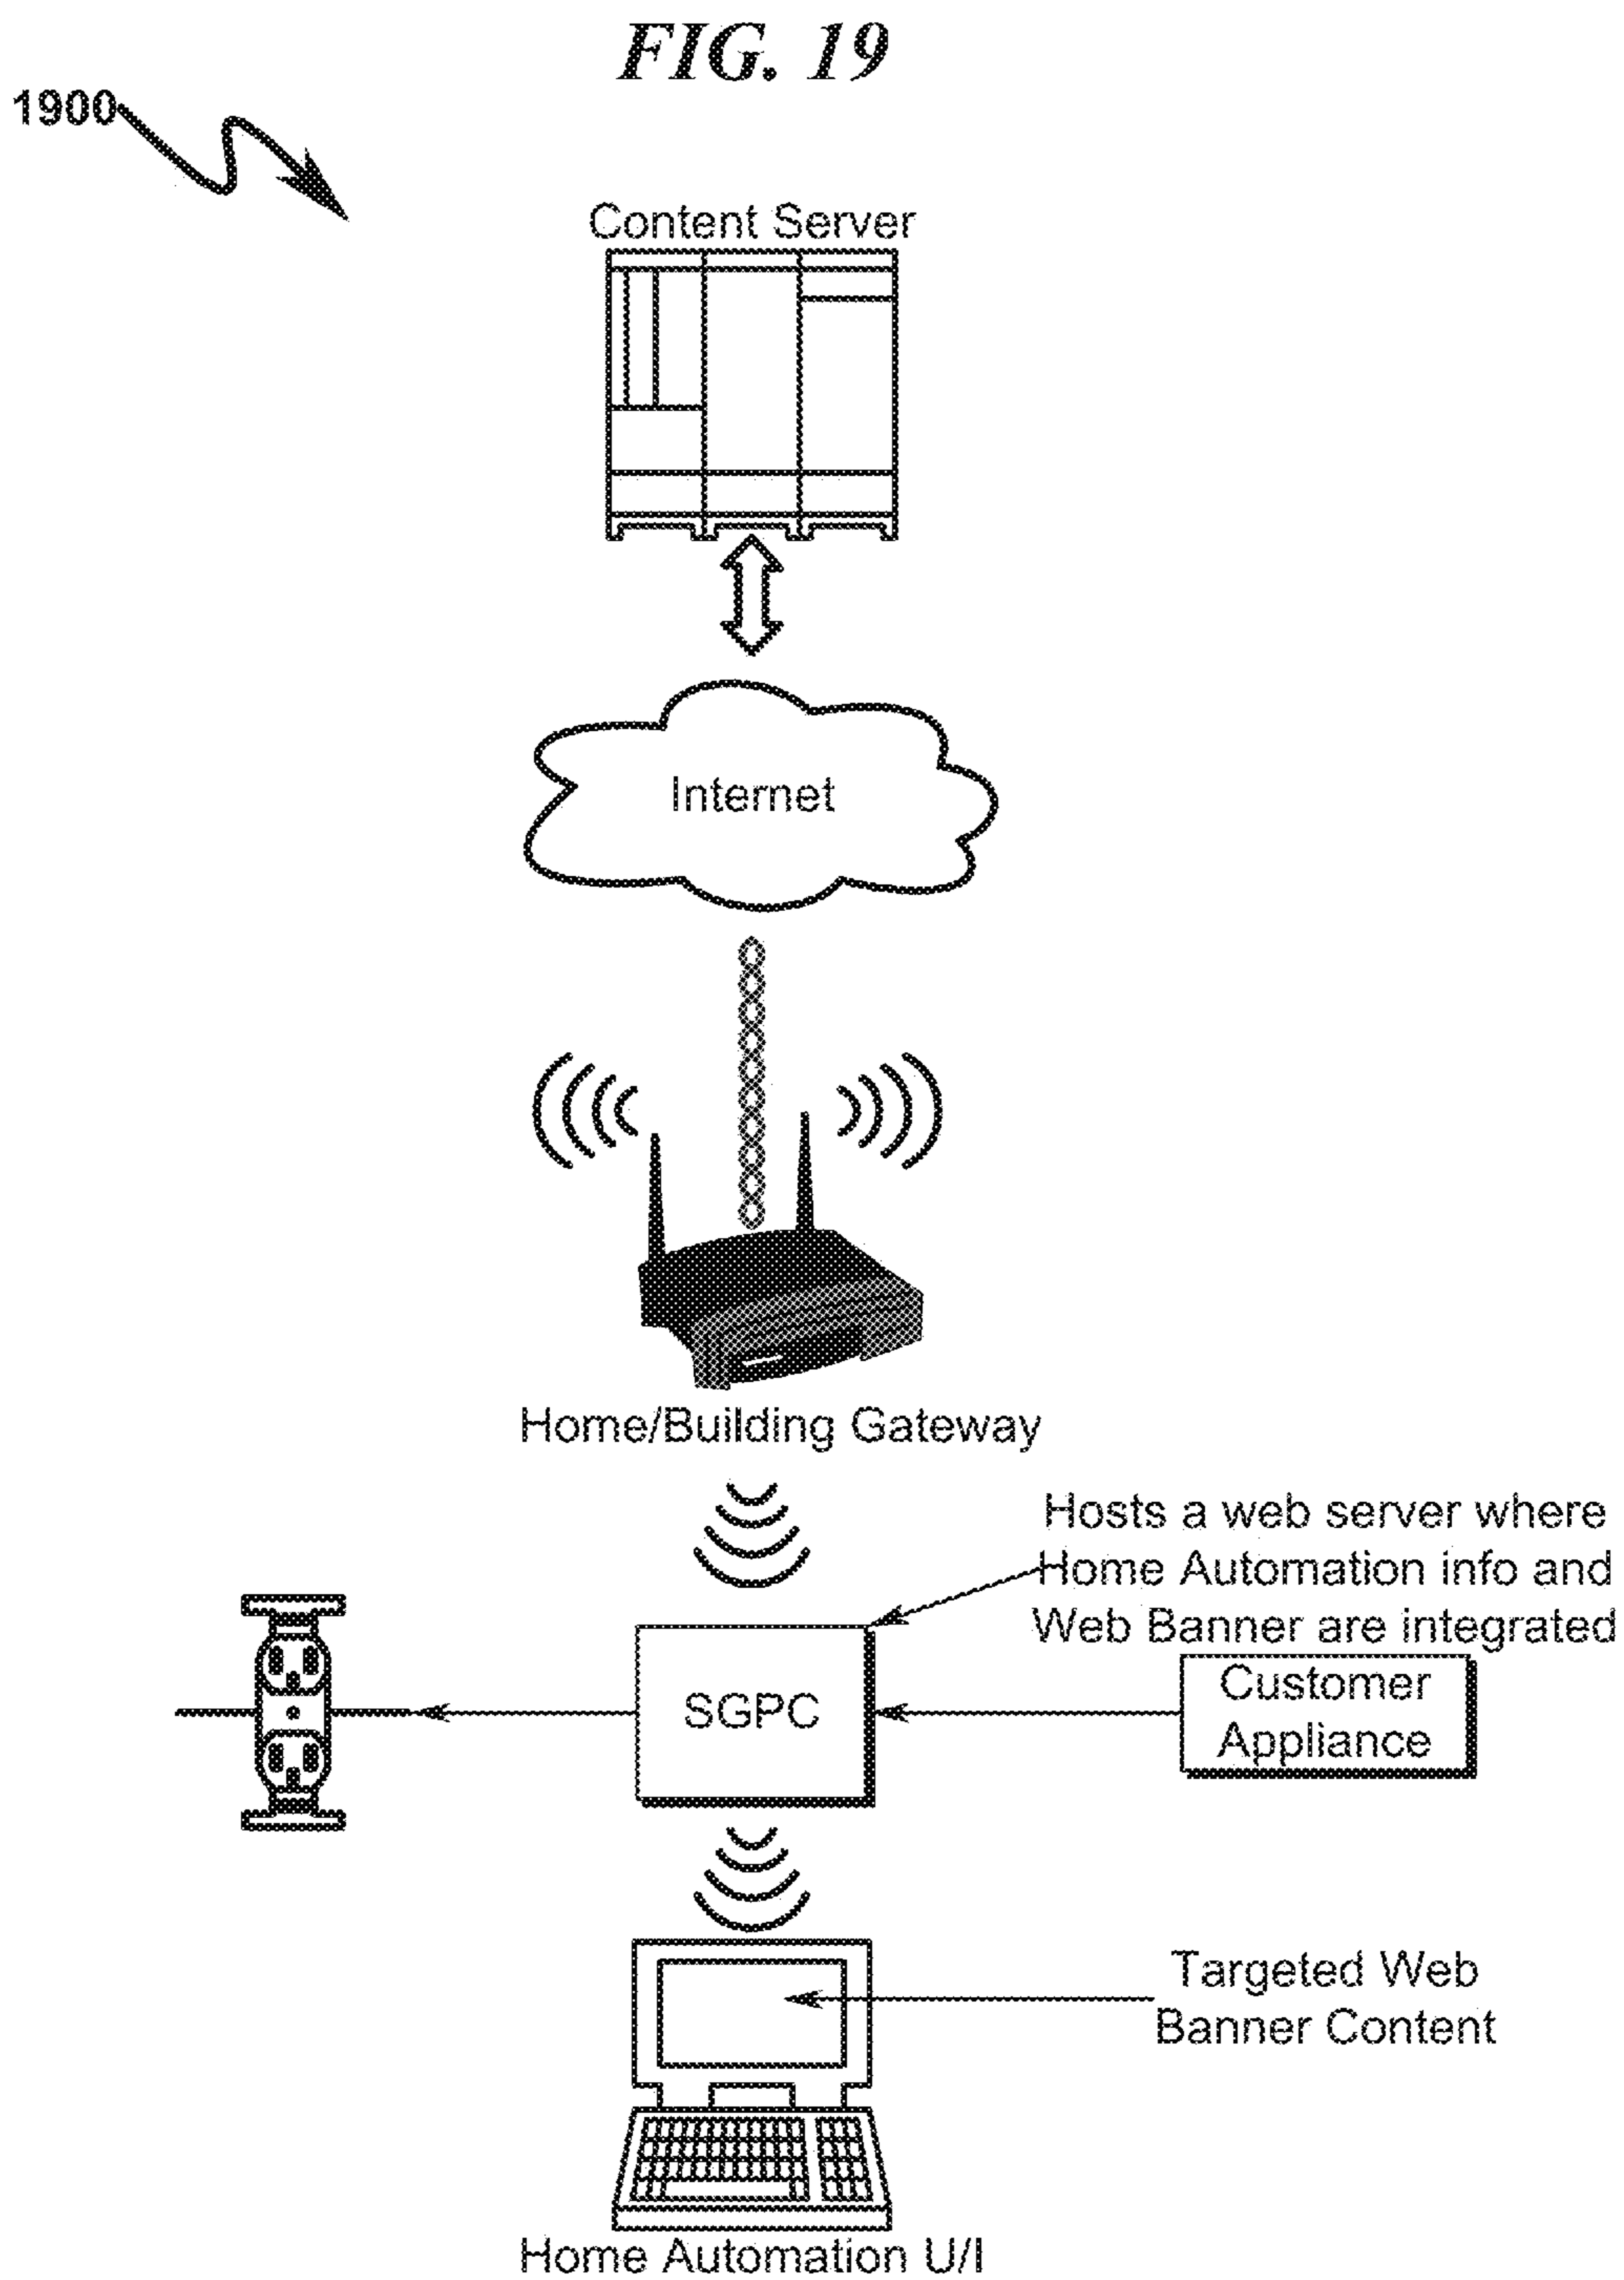 FIG. 19
1900
Content Server
Internet
Home/Building Gateway
Hosts a web server where
Home Automation info and
Web Banner are integrated
SGPC
Customer
Appliance
Targeted Web
Banner Content
Home Automation U/I